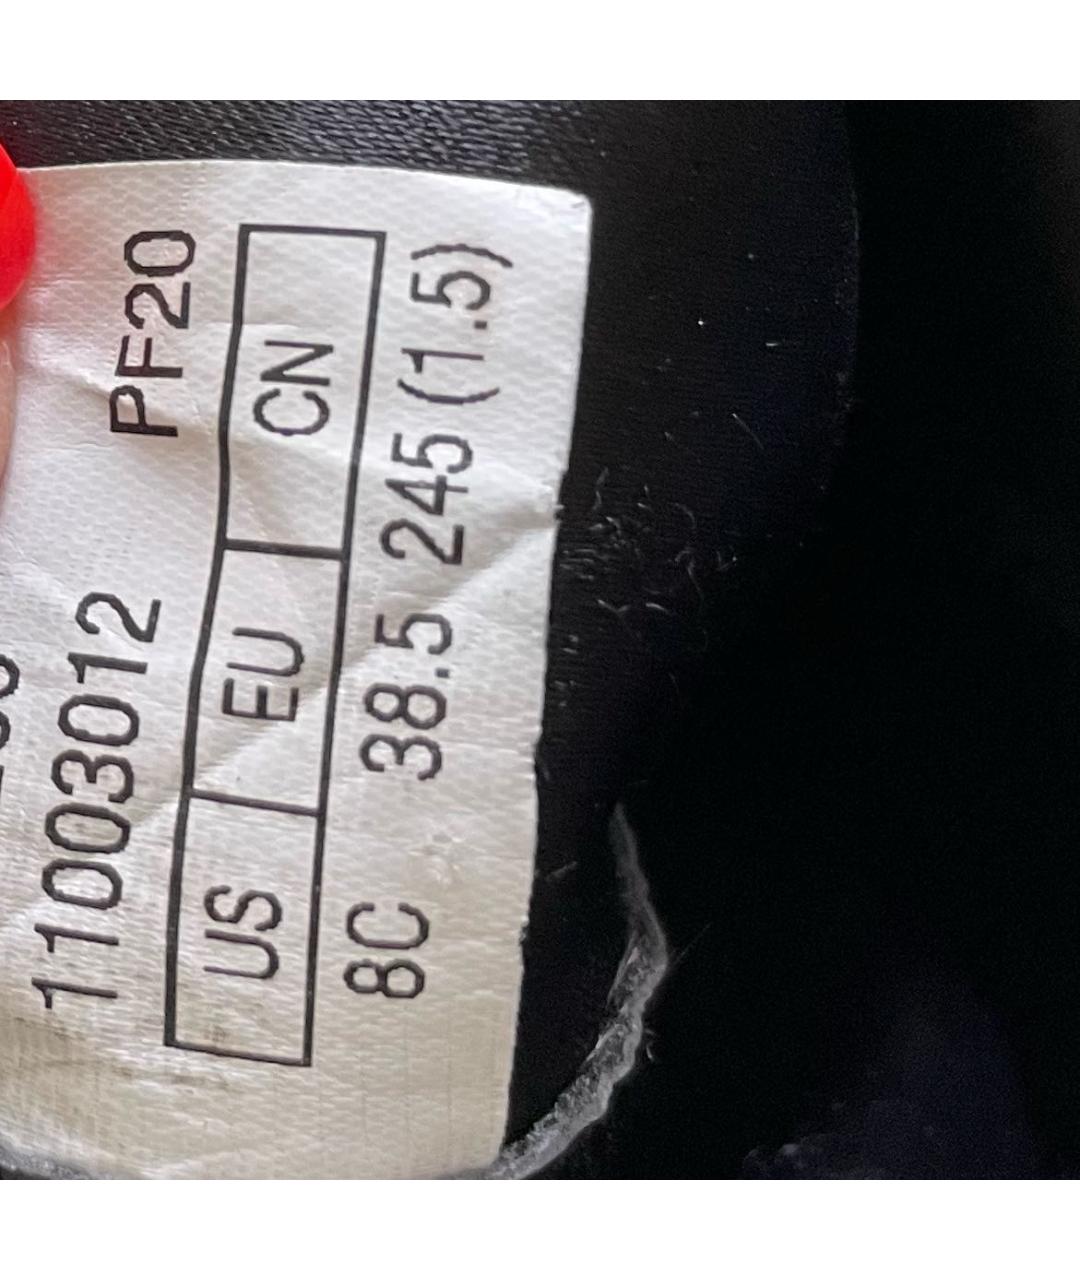 11003012 PF20
US EU CN
8C 38.5 245 (1.5)